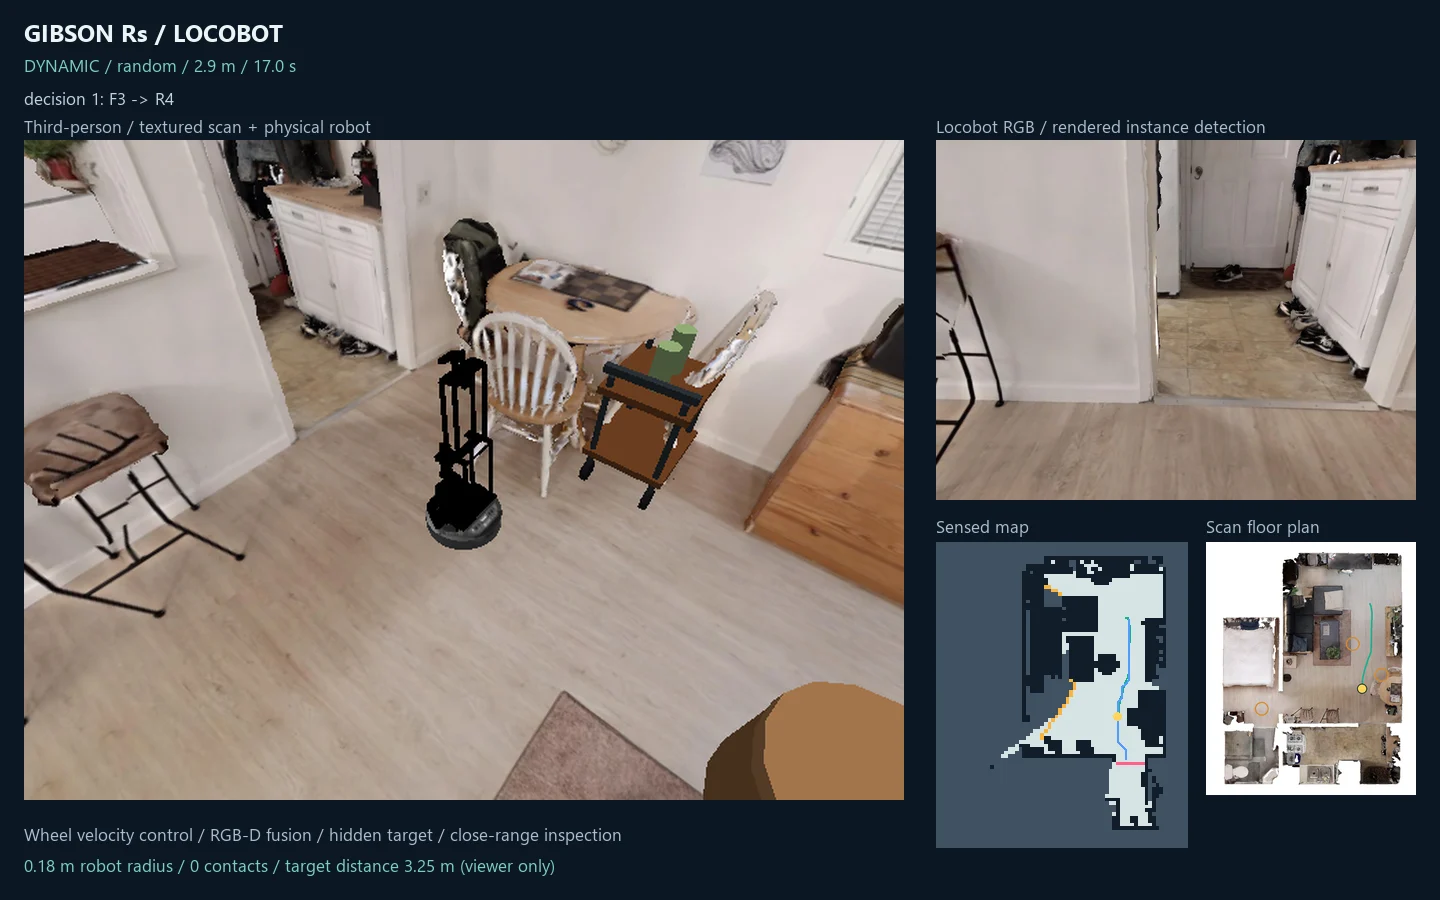 GIBSON Rs / LOCOBOT
DYNAMIC / random / 2.9 m / 17.0 s
decision 1: F3 -> R4
Third-person / textured scan + physical robot
Locobot RGB / rendered instance detection
Sensed map
Scan floor plan
Wheel velocity control / RGB-D fusion / hidden target / close-range inspection
0.18 m robot radius / 0 contacts / target distance 3.25 m (viewer only)